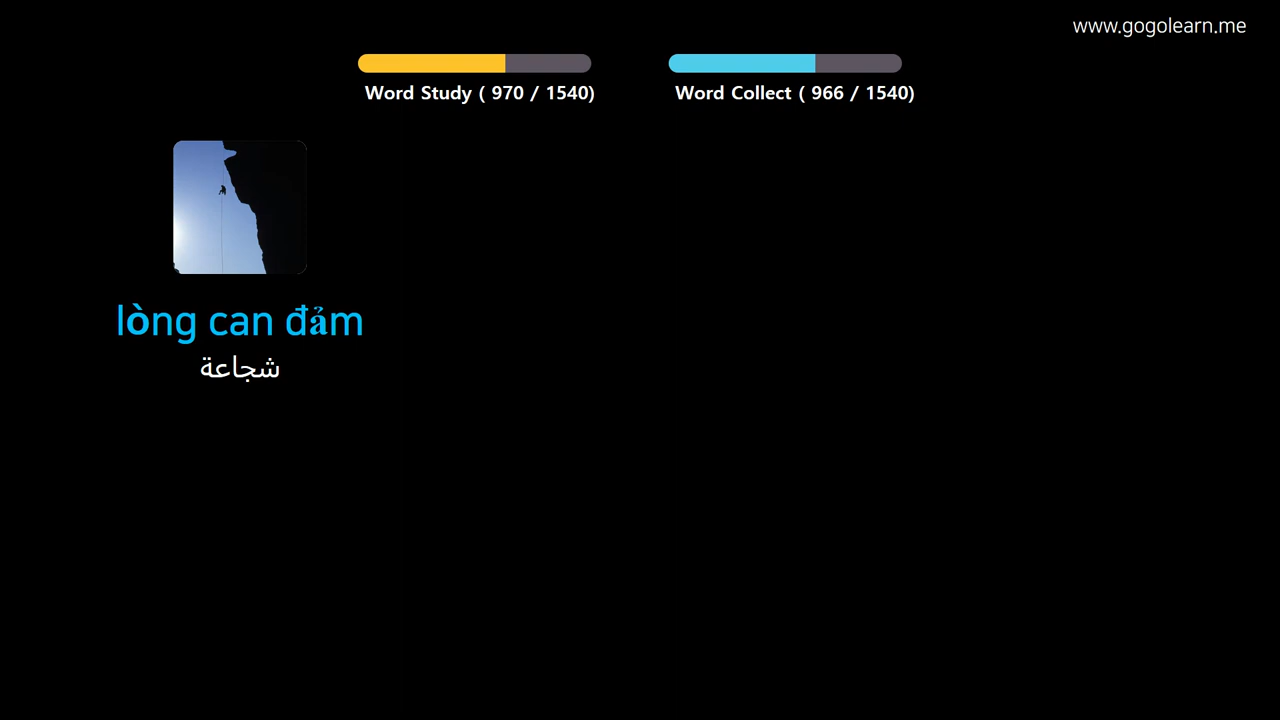 www.gogolearn.me
Word Study ( 970 / 1540)
Word Collect ( 966 / 1540)
lòng can đảm
شجاعة